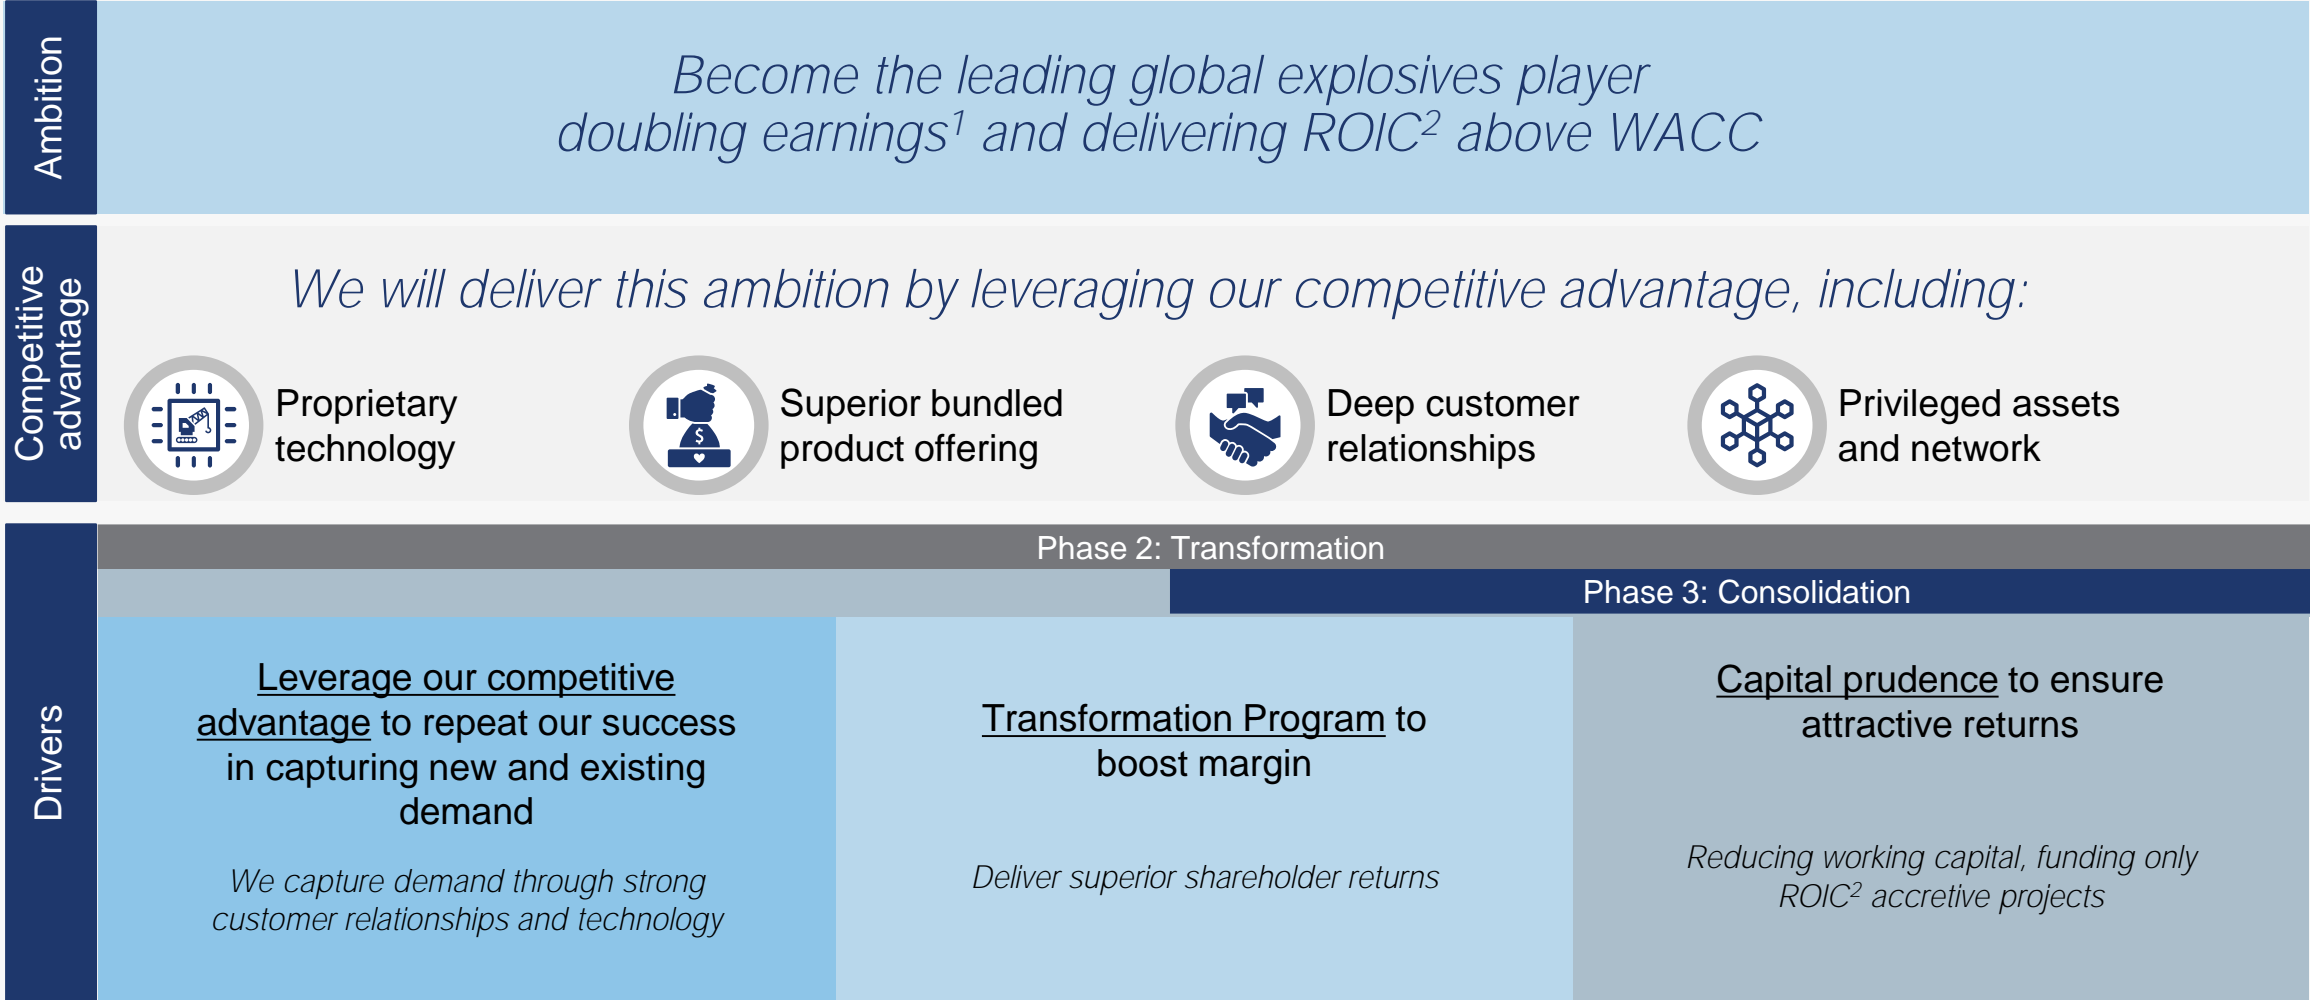 Ambition
Become the leading global explosives player
doubling earnings¹ and delivering ROIC² above WACC
Competitive
advantage
We will deliver this ambition by leveraging our competitive advantage, including:
Proprietary
technology
Superior bundled
product offering
Deep customer
relationships
Privileged assets
and network
$
Drivers
Phase 2: Transformation
Phase 3: Consolidation
Leverage our competitive
advantage to repeat our success
in capturing new and existing
demand
We capture demand through strong
customer relationships and technology
Transformation Program to
boost margin
Deliver superior shareholder returns
Capital prudence to ensure
attractive returns
Reducing working capital, funding only
ROIC² accretive projects